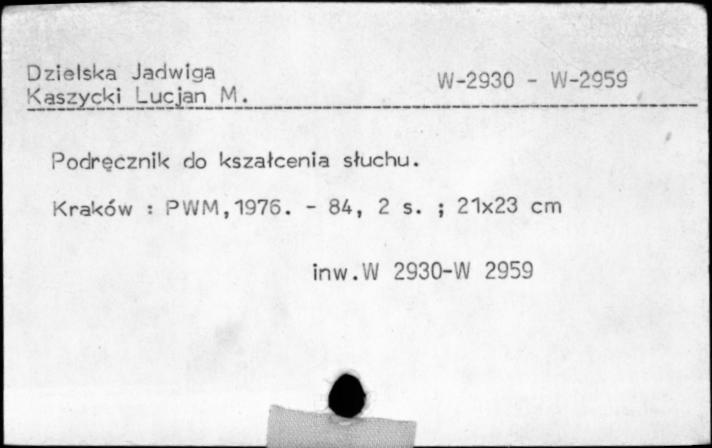 Dzielska Jadwiga
W-2930 - W-2959
Kaszycki Lucjan M.
Podręcznik do kszałcenia słuchu.
Kraków : PWM,1976. - 84, 2 s. ; 21x23 cm
inw.W 2930-W 2959